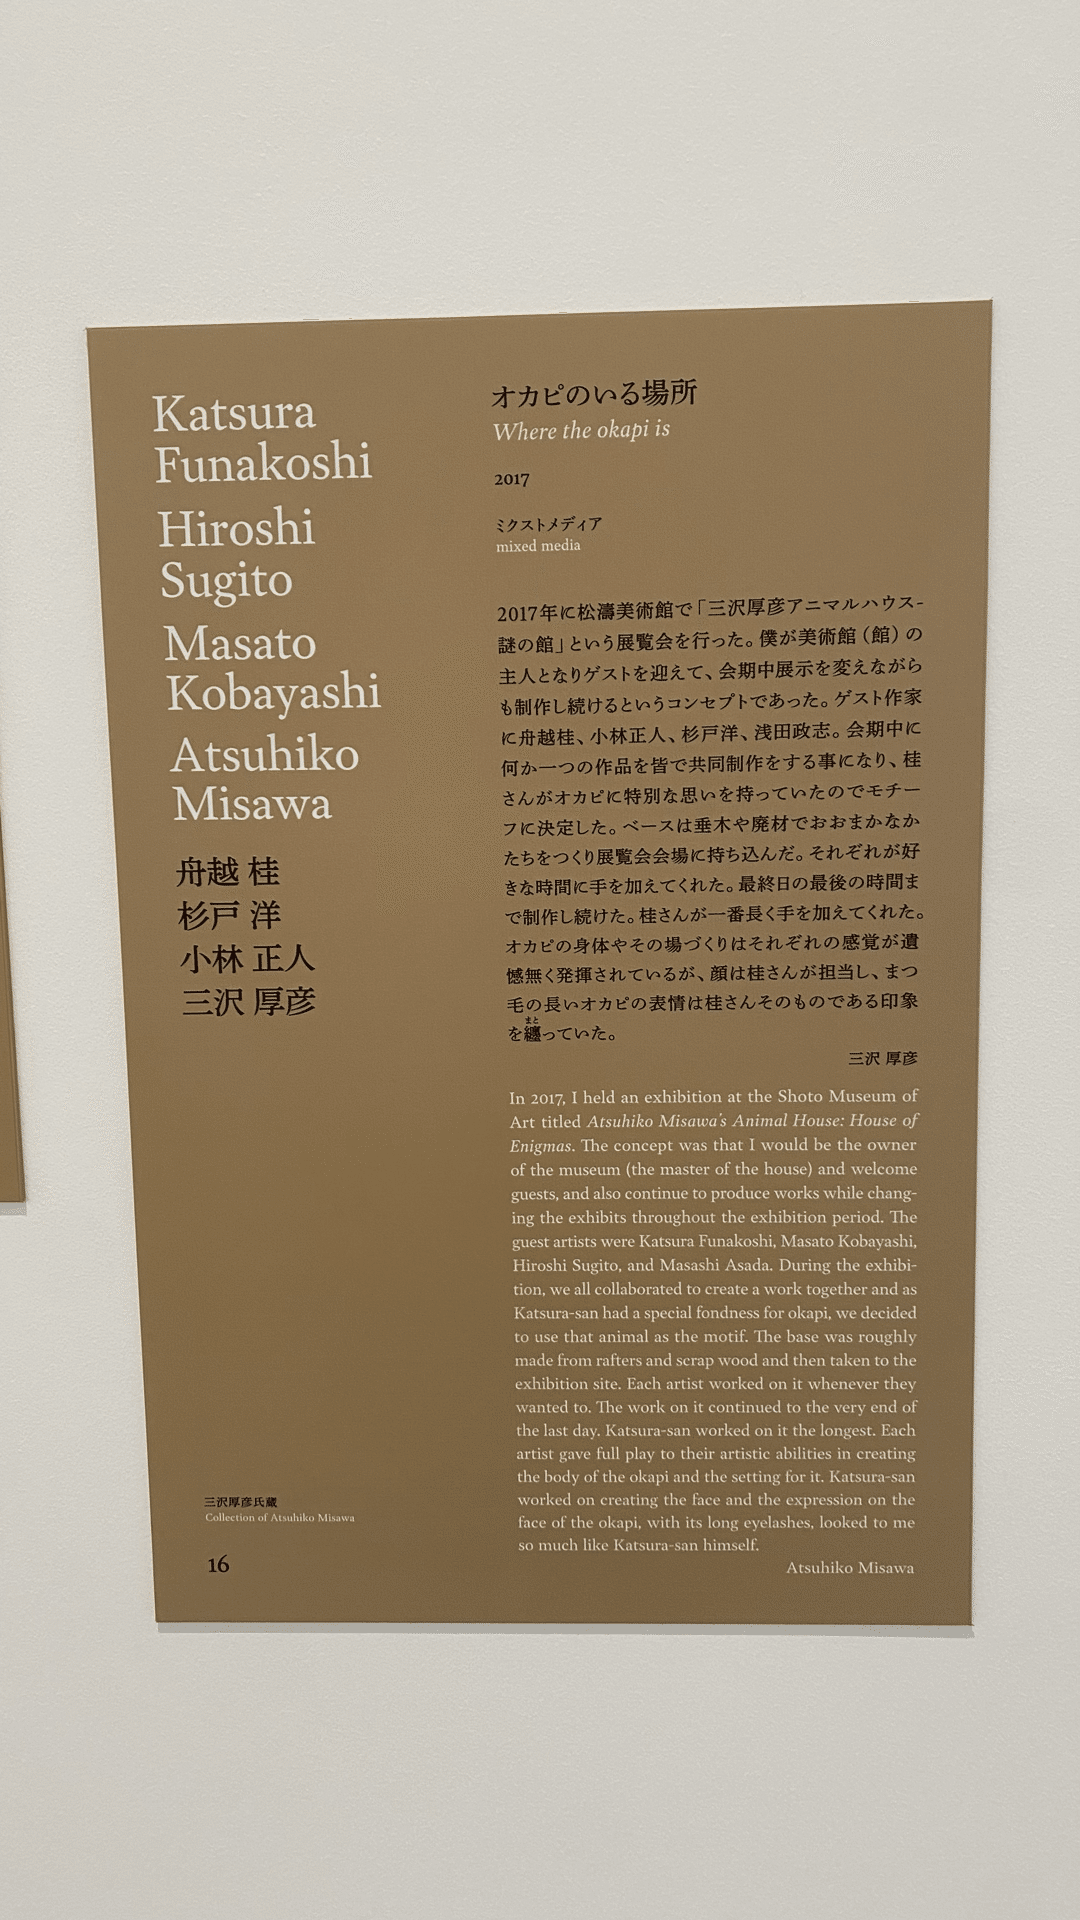 Katsura
Funakoshi
Hiroshi
Sugito
Masato
Kobayashi
Atsuhiko
Misawa
舟越 桂
杉戸 洋
小林 正人
三沢 厚彦
三沢厚彦氏蔵
Collection of Atsuhiko Misawa
16
オカピのいる場所
Where the okapi is
2017
ミクストメディア
mixed media
2017年に松濤美術館で「三沢厚彦アニマルハウス-
謎の館」という展覧会を行った。僕が美術館（館）の
主人となりゲストを迎えて、会期中展示を変えながら
も制作し続けるというコンセプトであった。ゲスト作家
に舟越桂、小林正人、杉戸洋、浅田政志。会期中に
何か一つの作品を皆で共同制作をする事になり、桂
さんがオカピに特別な思いを持っていたのでモチー
フに決定した。ベースは垂木や廃材でおおまかなか
たちをつくり展覧会会場に持ち込んだ。それぞれが好
きな時間に手を加えてくれた。最終日の最後の時間ま
で制作し続けた。桂さんが一番長く手を加えてくれた。
オカピの身体やその場づくりはそれぞれの感覚が遺
憾無く発揮されているが、顔は桂さんが担当し、まつ
毛の長いオカピの表情は桂さんそのものである印象
まと
を纏っていた。
三沢 厚彦
In 2017, I held an exhibition at the Shoto Museum of
Art titled Atsuhiko Misawa's Animal House: House of
Enigmas. The concept was that I would be the owner
of the museum (the master of the house) and welcome
guests, and also continue to produce works while chang-
ing the exhibits throughout the exhibition period. The
guest artists were Katsura Funakoshi, Masato Kobayashi,
Hiroshi Sugito, and Masashi Asada. During the exhibi-
tion, we all collaborated to create a work together and as
Katsura-san had a special fondness for okapi, we decided
to use that animal as the motif. The base was roughly
made from rafters and scrap wood and then taken to the
exhibition site. Each artist worked on it whenever they
wanted to. The work on it continued to the very end of
the last day. Katsura-san worked on it the longest. Each
artist gave full play to their artistic abilities in creating
the body of the okapi and the setting for it. Katsura-san
worked on creating the face and the expression on the
face of the okapi, with its long eyelashes, looked to me
so much like Katsura-san himself.
Atsuhiko Misawa